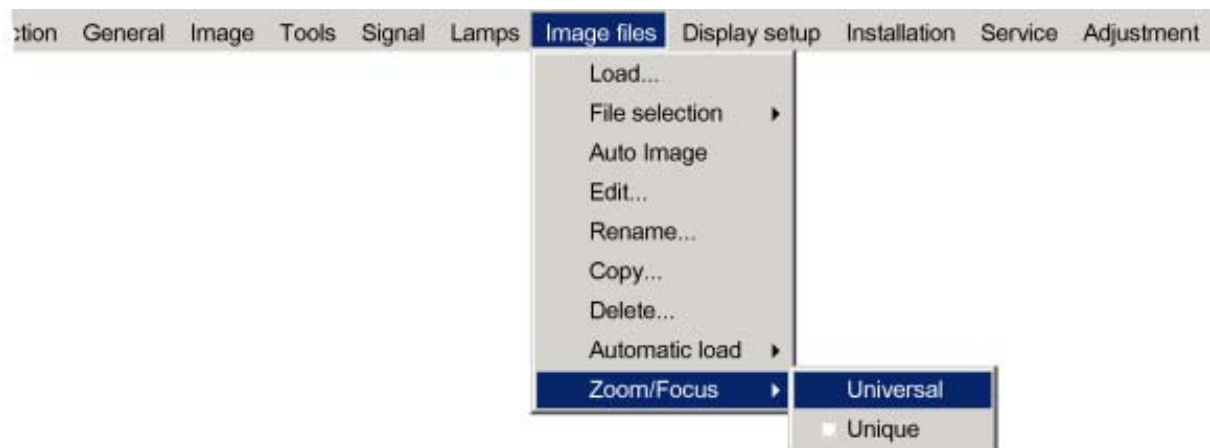 ction General Image Tools Signal Lamps Image files Display setup Installation Service Adjustment
Load...
File selection
Auto Image
Edit...
Rename...
Copy...
Delete...
Automatic load
Zoom/Focus Universal
Unique